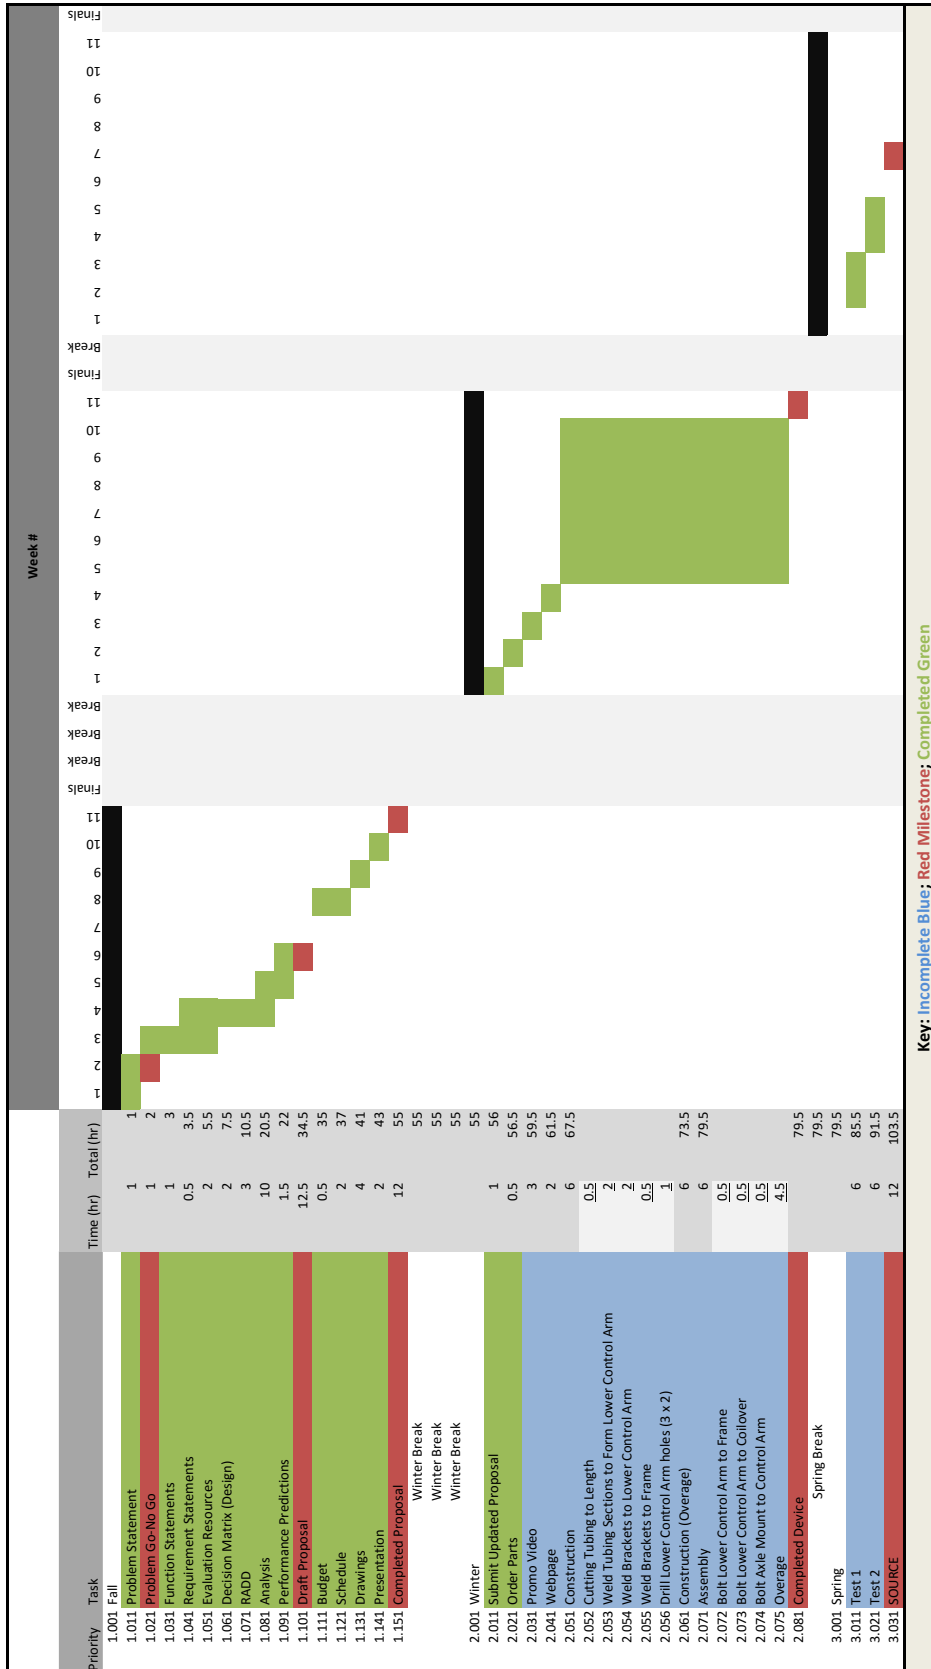 Week #
Priority Task Time (hr) Total (hr) 1 2 3 4 5 6 7 8 9 10 11 Finals Break Break Break 1 2 3 4 5 6 7 8 9 10 11 Finals Break 1 2 3 4 5 6 7 8 9 10 11 Finals
1.001 Fall
1.011 Problem Statement 1 1
1.021 Problem Go-No Go 1 2
1.031 Function Statements 1 3
1.041 Requirement Statements 0.5 3.5
1.051 Evaluation Resources 2 5.5
1.061 Decision Matrix (Design) 2 7.5
1.071 RADD 3 10.5
1.081 Analysis 10 20.5
1.091 Performance Predictions 1.5 22
1.101 Draft Proposal 12.5 34.5
1.111 Budget 0.5 35
1.121 Schedule 2 37
1.131 Drawings 4 41
1.141 Presentation 2 43
1.151 Completed Proposal 12 55
Winter Break 55
Winter Break 55
Winter Break 55
2.001 Winter 55
2.011 Submit Updated Proposal 1 56
2.021 Order Parts 0.5 56.5
2.031 Promo Video 3 59.5
2.041 Webpage 2 61.5
2.051 Construction 6 67.5
2.052 Cutting Tubing to Length 0.5
2.053 Weld Tubing Sections to Form Lower Control Arm 2
2.054 Weld Brackets to Lower Control Arm 2
2.055 Weld Brackets to Frame 0.5
2.056 Drill Lower Control Arm holes (3 x 2) 1
2.061 Construction (Overage) 6 73.5
2.071 Assembly 6 79.5
2.072 Bolt Lower Control Arm to Frame 0.5
2.073 Bolt Lower Control Arm to Coilover 0.5
2.074 Bolt Axle Mount to Control Arm 0.5
2.075 Overage 4.5
2.081 Completed Device 79.5
Spring Break 79.5
3.001 Spring 79.5
3.011 Test 1 6 85.5
3.021 Test 2 6 91.5
3.031 SOURCE 12 103.5
Key: Incomplete Blue; Red Milestone; Completed Green